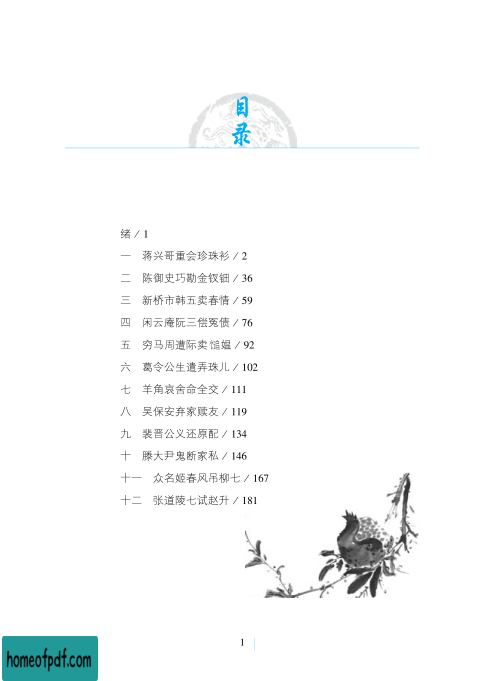 目
录
绪 / 1
一 蒋兴哥重会珍珠衫 / 2
二 陈御史巧勘金钗钿 / 36
三 新桥市韩五卖春情 / 59
四 闲云庵阮三偿冤债 / 76
五 穷马周遭际卖䭔媪 / 92
六 葛令公生遣弄珠儿 / 102
七 羊角哀舍命全交 / 111
八 吴保安弃家赎友 / 119
九 裴晋公义还原配 / 134
十 滕大尹鬼断家私 / 146
十一 众名姬春风吊柳七 / 167
十二 张道陵七试赵升 / 181
1
homeofpdf.com